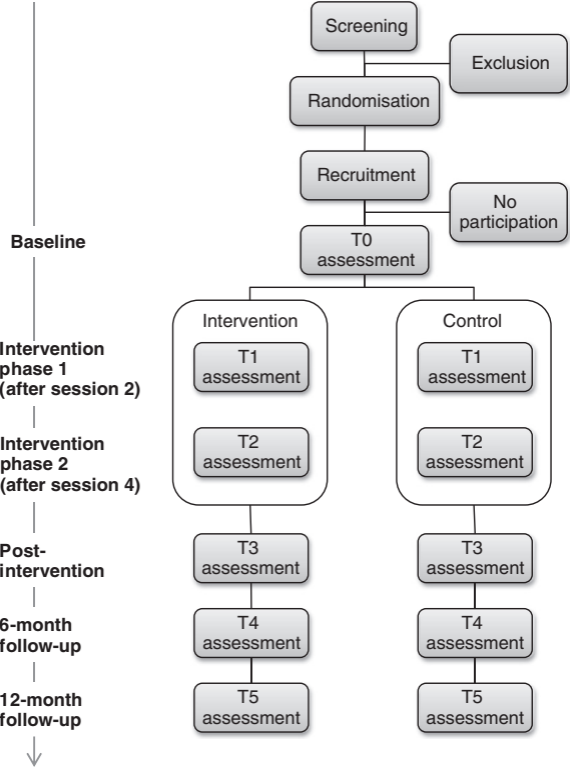 Screening
Exclusion
Randomisation
Recruitment
No
participation
Baseline
T0
assessment
Intervention
Control
Intervention
phase 1
(after session 2)
T1
assessment
T1
assessment
Intervention
phase 2
(after session 4)
T2
assessment
T2
assessment
Post-
intervention
T3
assessment
T3
assessment
6-month
follow-up
T4
assessment
T4
assessment
12-month
follow-up
T5
assessment
T5
assessment